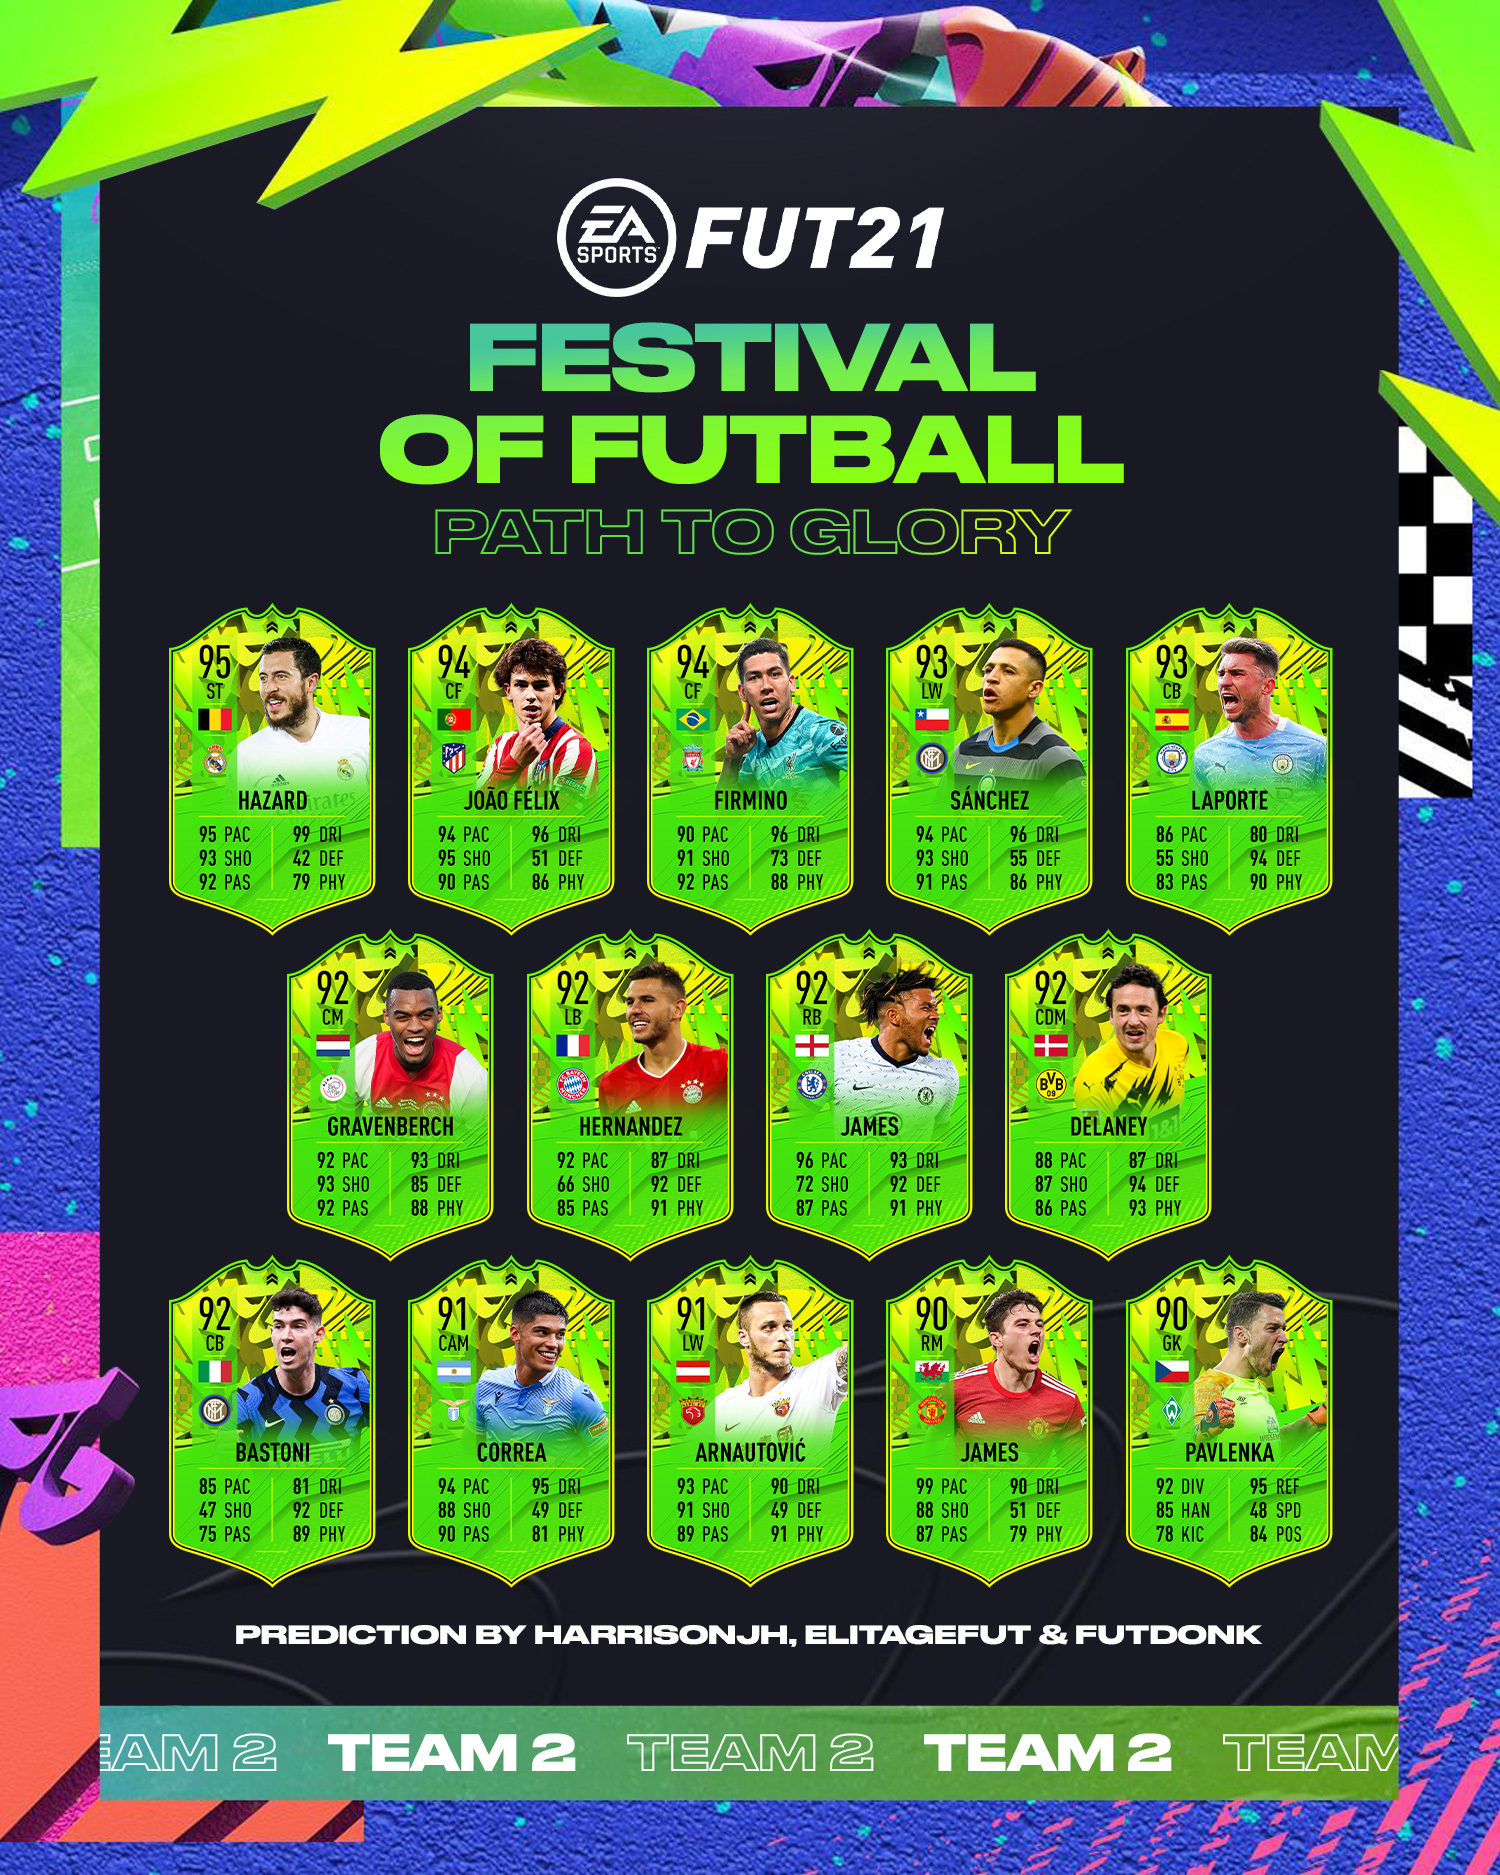 EA SPORTS FUT21
FESTIVAL
OF FUTBALL
PATH TO GLORY
95 ST
HAZARD
95 PAC 99 DRI
93 SHO 42 DEF
92 PAS 79 PHY
94 CF
JOÃO FÉLIX
94 PAC 96 DRI
95 SHO 51 DEF
90 PAS 86 PHY
94 CF
FIRMINO
90 PAC 96 DRI
91 SHO 73 DEF
92 PAS 88 PHY
93 LW
SÁNCHEZ
94 PAC 96 DRI
93 SHO 55 DEF
91 PAS 86 PHY
93 CB
LAPORTE
86 PAC 80 DRI
55 SHO 94 DEF
83 PAS 90 PHY
92 CM
GRAVENBERCH
92 PAC 93 DRI
93 SHO 85 DEF
92 PAS 88 PHY
92 LB
HERNANDEZ
92 PAC 87 DRI
66 SHO 92 DEF
85 PAS 91 PHY
92 RB
JAMES
96 PAC 93 DRI
72 SHO 92 DEF
87 PAS 91 PHY
92 CDM
DELANEY
88 PAC 87 DRI
87 SHO 94 DEF
86 PAS 93 PHY
92 CB
BASTONI
85 PAC 81 DRI
47 SHO 92 DEF
75 PAS 89 PHY
91 CAM
CORREA
94 PAC 95 DRI
88 SHO 49 DEF
90 PAS 81 PHY
91 LW
ARNAUTOVIĆ
93 PAC 90 DRI
91 SHO 49 DEF
89 PAS 91 PHY
90 RM
JAMES
99 PAC 90 DRI
88 SHO 51 DEF
87 PAS 79 PHY
90 GK
PAVLENKA
92 DIV 95 REF
85 HAN 48 SPD
78 KIC 84 POS
PREDICTION BY HARRISONJH, ELITAGEFUT & FUTDONK
EAM 2 TEAM 2 TEAM 2 TEAM 2 TEAM